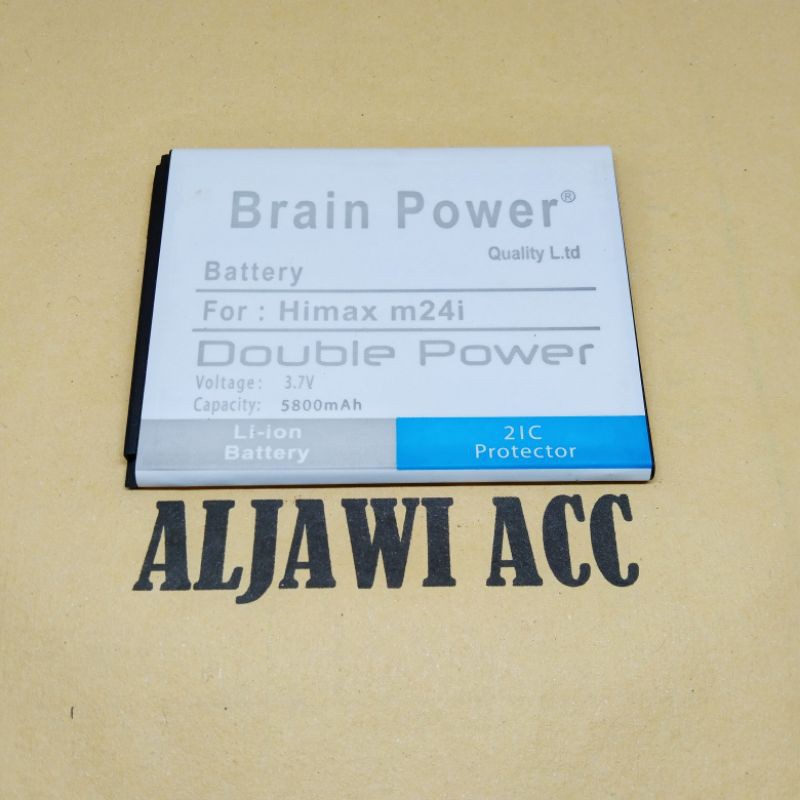 Brain Power®
Quality L.td
Battery
For : Himax m24i
Double Power
Voltage: 3.7V
Capacity: 5800mAh
Li-ion
Battery
2IC
Protector
ALJAWI ACC